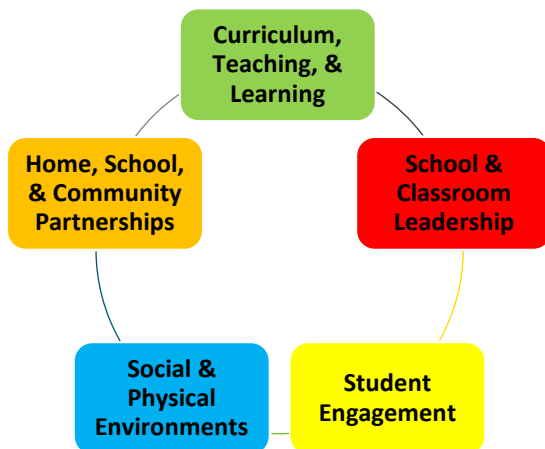 Curriculum,
Teaching, &
Learning
School &
Classroom
Leadership
Student
Engagement
Social &
Physical
Environments
Home, School,
& Community
Partnerships